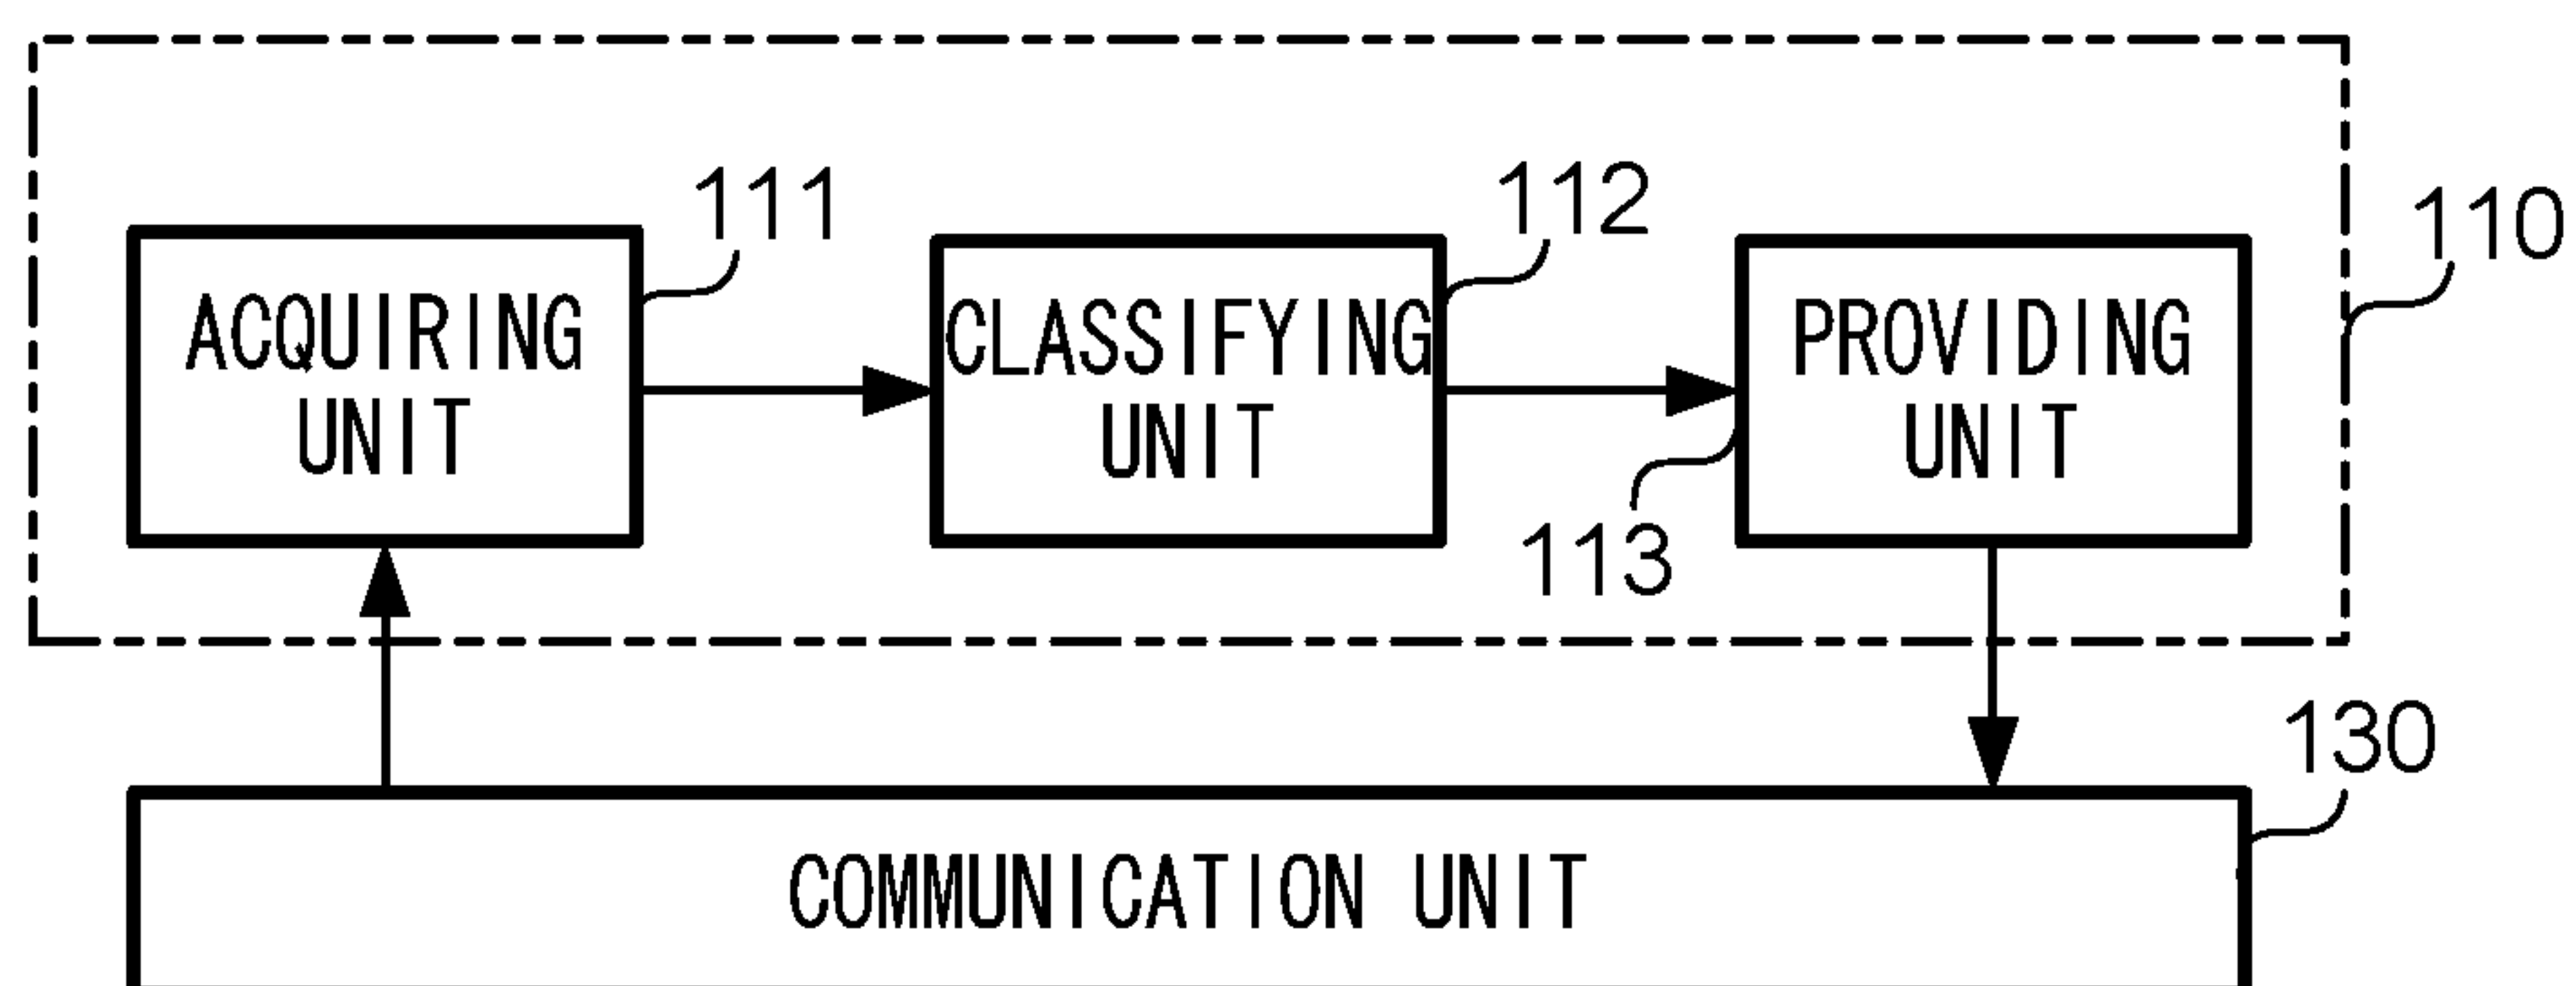 111
112
110
ACQUIRING
UNIT
CLASSIFYING
UNIT
PROVIDING
UNIT
113
130
COMMUNICATION UNIT